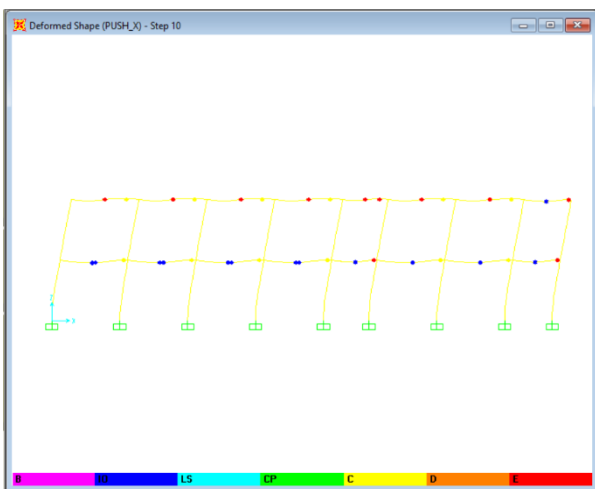 Deformed Shape (PUSH_X) - Step 10
Z
X
B IO LS CP C D E